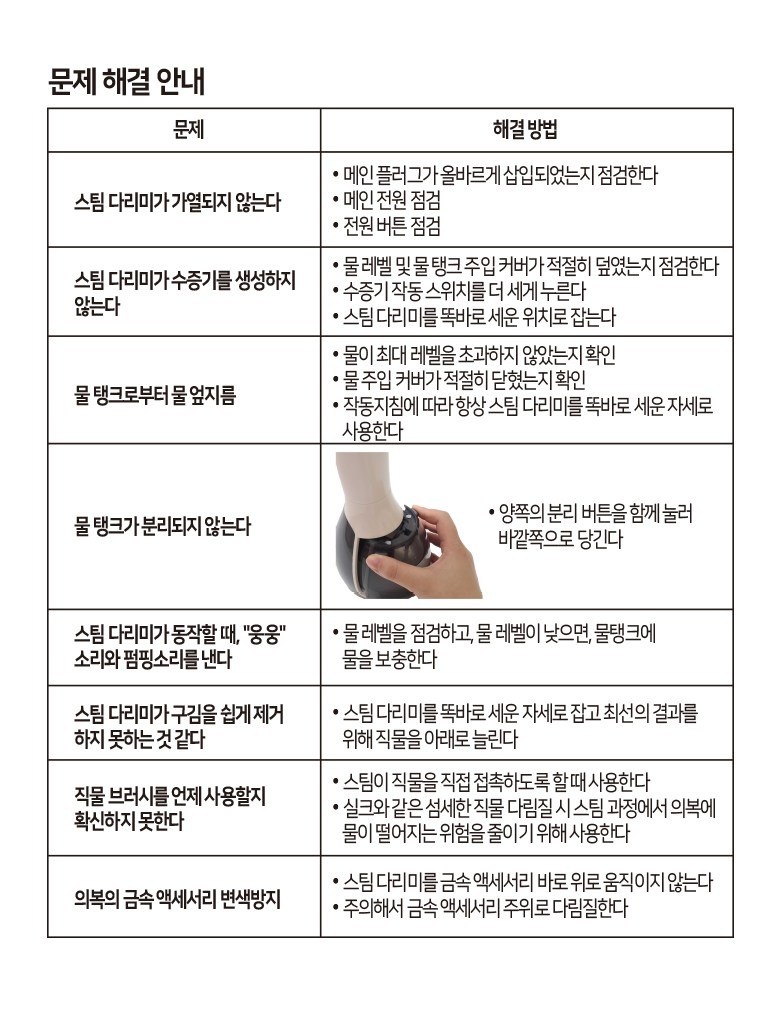 문제 해결 안내
문제
해결 방법
스팀 다리미가 가열되지 않는다
• 메인 플러그가 올바르게 삽입되었는지 점검한다
• 메인 전원 점검
• 전원 버튼 점검
스팀 다리미가 수증기를 생성하지
않는다
• 물 레벨 및 물 탱크 주입 커버가 적절히 덮였는지 점검한다
• 수증기 작동 스위치를 더 세게 누른다
• 스팀 다리미를 똑바로 세운 위치로 잡는다
물 탱크로부터 물 엎지름
• 물이 최대 레벨을 초과하지 않았는지 확인
• 물 주입 커버가 적절히 닫혔는지 확인
• 작동지침에 따라 항상 스팀 다리미를 똑바로 세운 자세로
사용한다
물 탱크가 분리되지 않는다
• 양쪽의 분리 버튼을 함께 눌러
바깥쪽으로 당긴다
스팀 다리미가 동작할 때, "웅웅"
소리와 펌핑소리를 낸다
• 물 레벨을 점검하고, 물 레벨이 낮으면, 물탱크에
물을 보충한다
스팀 다리미가 구김을 쉽게 제거
하지 못하는 것 같다
• 스팀 다리미를 똑바로 세운 자세로 잡고 최선의 결과를
위해 직물을 아래로 늘린다
직물 브러시를 언제 사용할지
확신하지 못한다
• 스팀이 직물을 직접 접촉하도록 할 때 사용한다
• 실크와 같은 섬세한 직물 다림질 시 스팀 과정에서 의복에
물이 떨어지는 위험을 줄이기 위해 사용한다
의복의 금속 액세서리 변색방지
• 스팀 다리미를 금속 액세서리 바로 위로 움직이지 않는다
• 주의해서 금속 액세서리 주위로 다림질한다